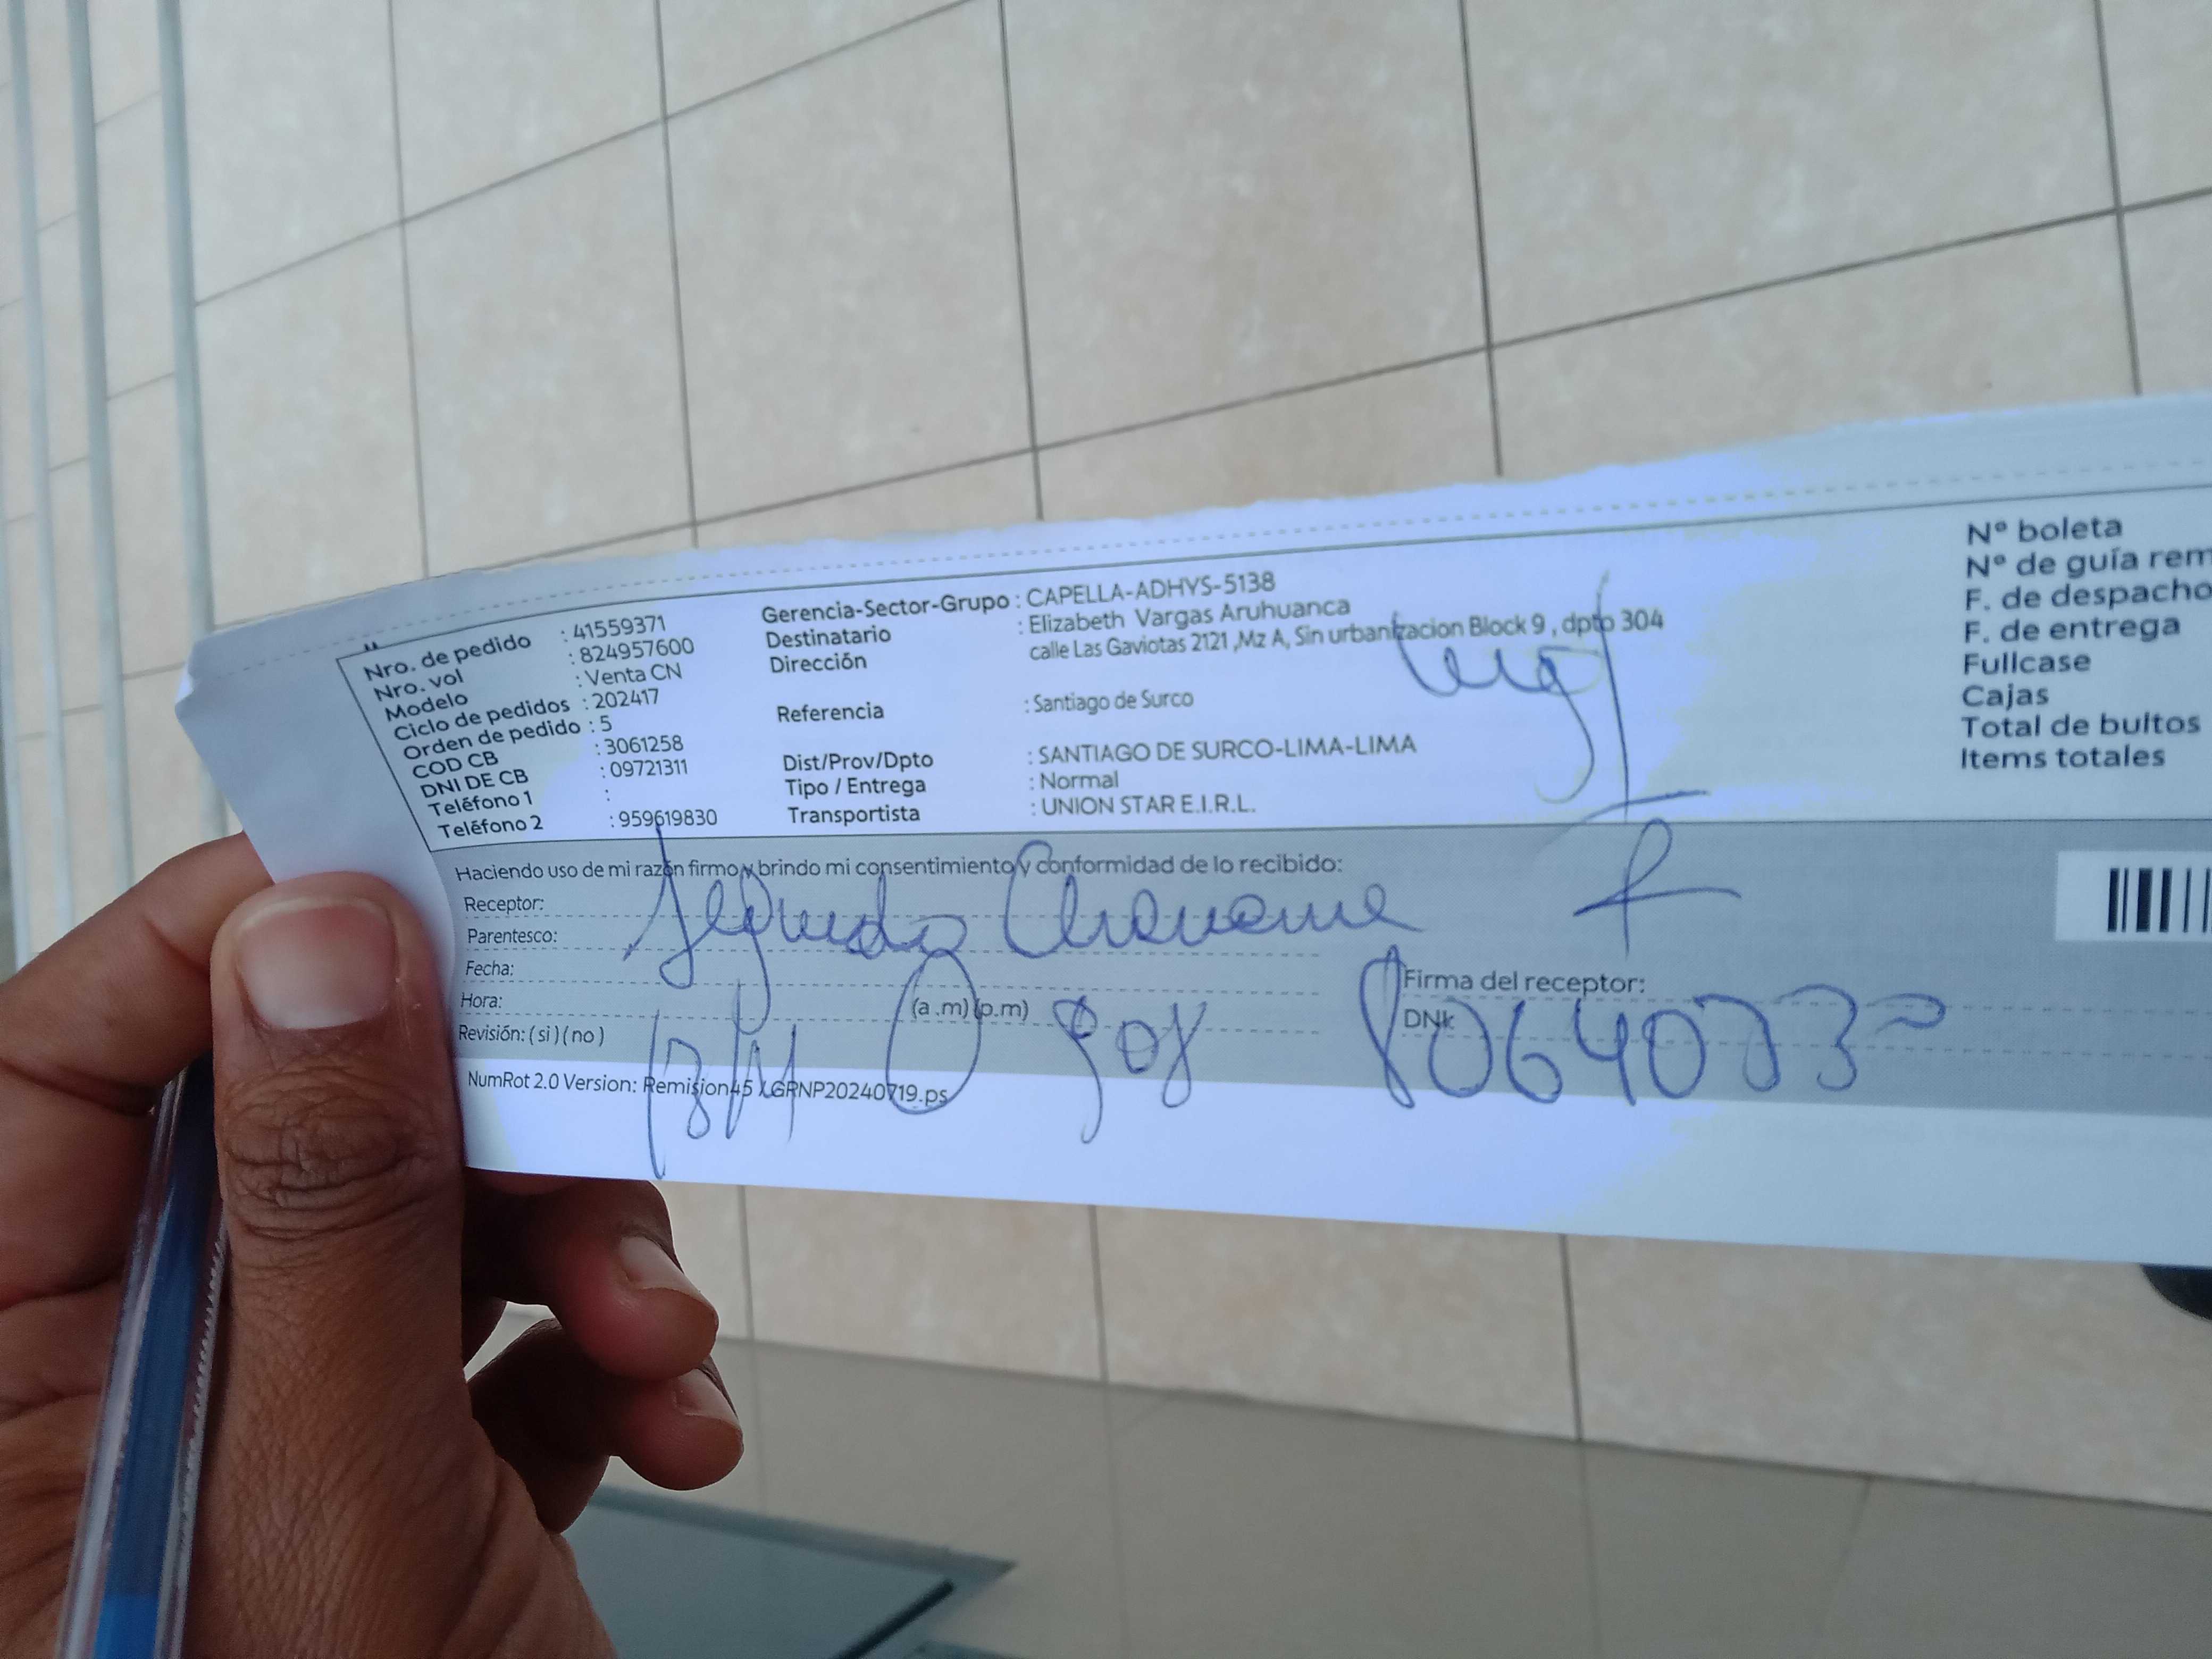 Nro. de pedido : 41559371
Nro. vol : 824957600
Modelo : Venta CN
Ciclo de pedidos : 202417
Orden de pedido : 5
COD CB : 3061258
DNI DE CB : 09721311
Teléfono 1 :
Teléfono 2 : 959619830
Gerencia-Sector-Grupo : CAPELLA-ADHYS-5138
Destinatario : Elizabeth Vargas Aruhuanca
Dirección : calle Las Gaviotas 2121 ,Mz A, Sin urbanizacion Block 9 , dpto 304
Referencia : Santiago de Surco
Dist/Prov/Dpto : SANTIAGO DE SURCO-LIMA-LIMA
Tipo / Entrega : Normal
Transportista : UNION STAR E.I.R.L.
N° boleta
N° de guía rem
F. de despacho
F. de entrega
Fullcase
Cajas
Total de bultos
Items totales
Haciendo uso de mi razón firmo y brindo mi consentimiento y conformidad de lo recibido:
Receptor: Segundo
Parentesco:
Fecha:
Hora: (a .m) (p.m)
Revisión: ( si ) ( no )
Firma del receptor:
DNI:
NumRot 2.0 Version: Remision45 XGRNP20240719.ps